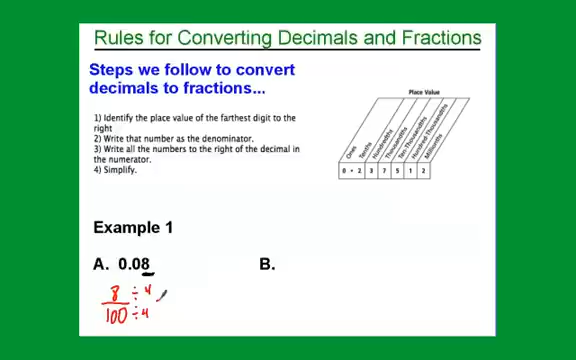 Rules for Converting Decimals and Fractions
Steps we follow to convert
decimals to fractions...
1) Identify the place value of the farthest digit to the
right
2) Write that number as the denominator.
3) Write all the numbers to the right of the decimal in
the numerator.
4) Simplify.
Place Value
Ones
Tenths
Hundredths
Thousandths
Ten-Thousandths
Hundred-Thousandths
Millionths
0 • 2 3 7 5 1 2
Example 1
A. 0.08
B.
8 ÷ 4
100 ÷ 4